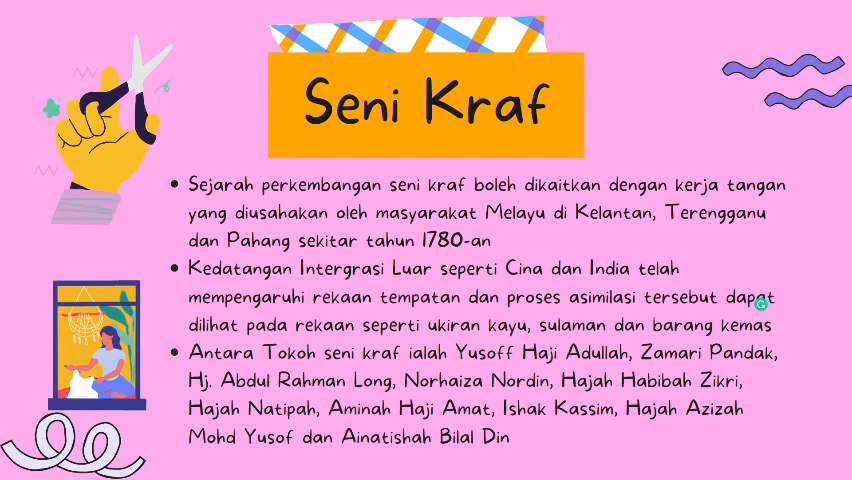 Seni Kraf
Sejarah perkembangan seni kraf boleh dikaitkan dengan kerja tangan
yang diusahakan oleh masyarakat Melayu di Kelantan, Terengganu
dan Pahang sekitar tahun 1780-an
Kedatangan Intergrasi Luar seperti Cina dan India telah
mempengaruhi rekaan tempatan dan proses asimilasi tersebut dapat
dilihat pada rekaan seperti ukiran kayu, sulaman dan barang kemas
Antara Tokoh seni kraf ialah Yusoff Haji Adullah, Zamari Pandak,
Hj. Abdul Rahman Long, Norhaiza Nordin, Hajah Habibah Zikri,
Hajah Natipah, Aminah Haji Amat, Ishak Kassim, Hajah Azizah
Mohd Yusof dan Ainatishah Bilal Din